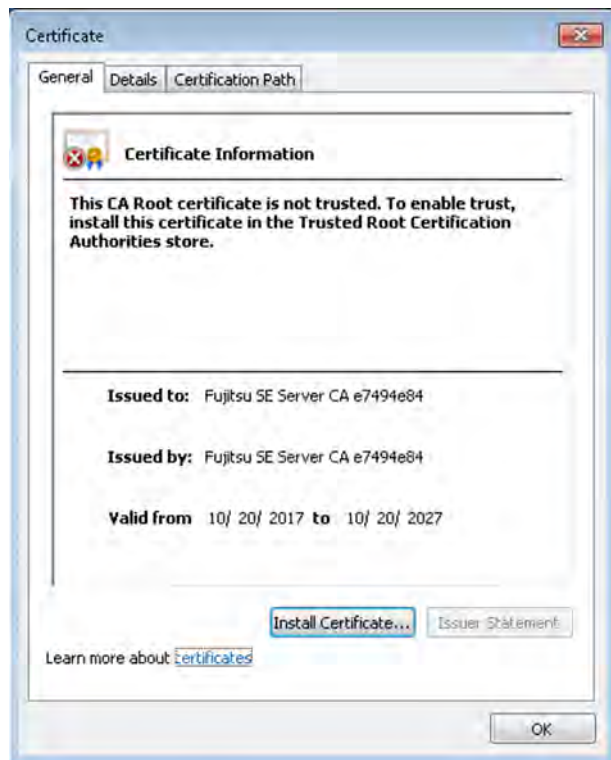 Certificate
General Details Certification Path
Certificate Information
This CA Root certificate is not trusted. To enable trust,
install this certificate in the Trusted Root Certification
Authorities store.
Issued to: Fujitsu SE Server CA e7494e84
Issued by: Fujitsu SE Server CA e7494e84
Valid from 10/ 20/ 2017 to 10/ 20/ 2027
Install Certificate... Issuer Statement
Learn more about certificates
OK